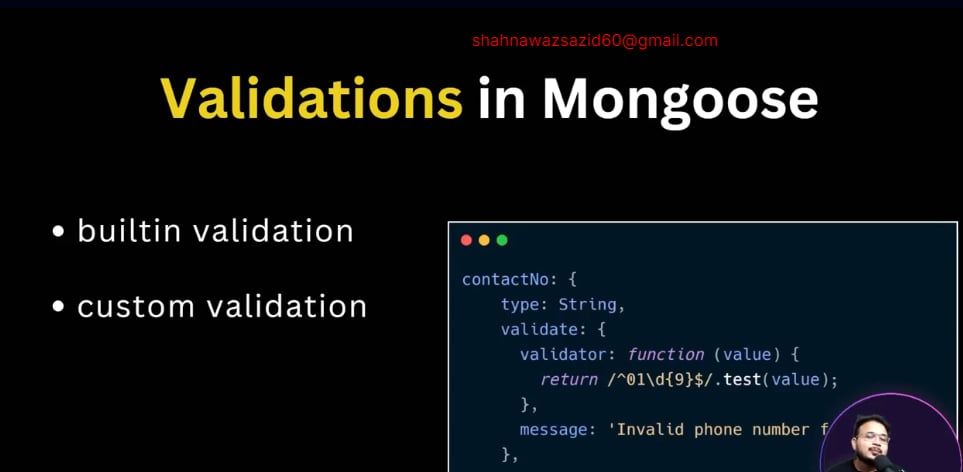 shahnawazsazid60@gmail.com
Validations in Mongoose
• builtin validation
• custom validation
contactNo: {
type: String,
validate: {
validator: function (value) {
return /^01\d{9}$/.test(value);
},
message: 'Invalid phone number
},